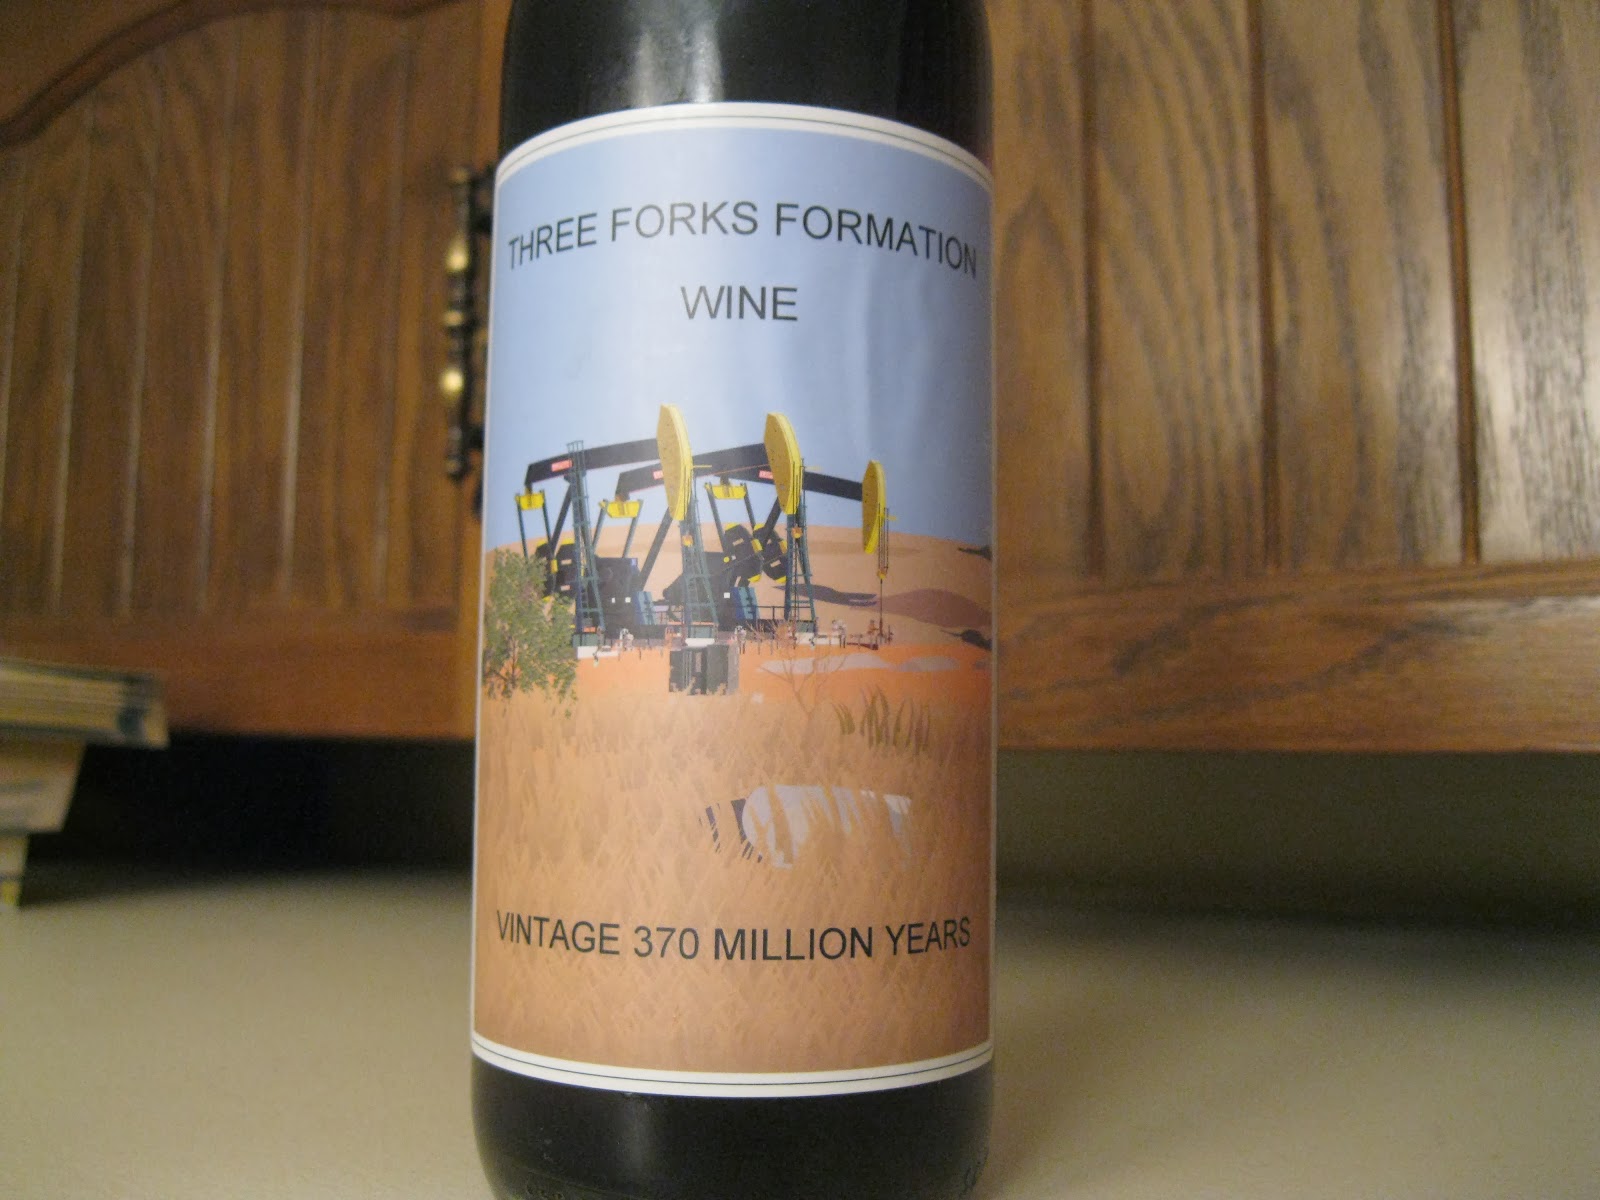 THREE FORKS FORMATION
WINE
VINTAGE 370 MILLION YEARS